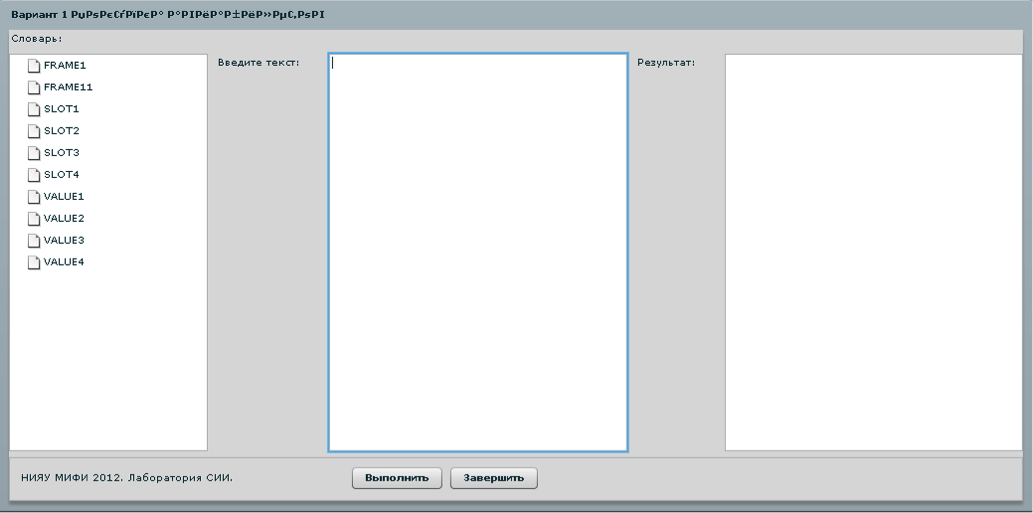 Вариант 1 РџРѕРєСѓРїРєР° Р°РІРёР°Р±РёР»РµС‚РѕРІ
Словарь:
FRAME1
FRAME11
SLOT1
SLOT2
SLOT3
SLOT4
VALUE1
VALUE2
VALUE3
VALUE4
Введите текст:
Результат:
НИЯУ МИФИ 2012. Лаборатория СИИ.
Выполнить
Завершить